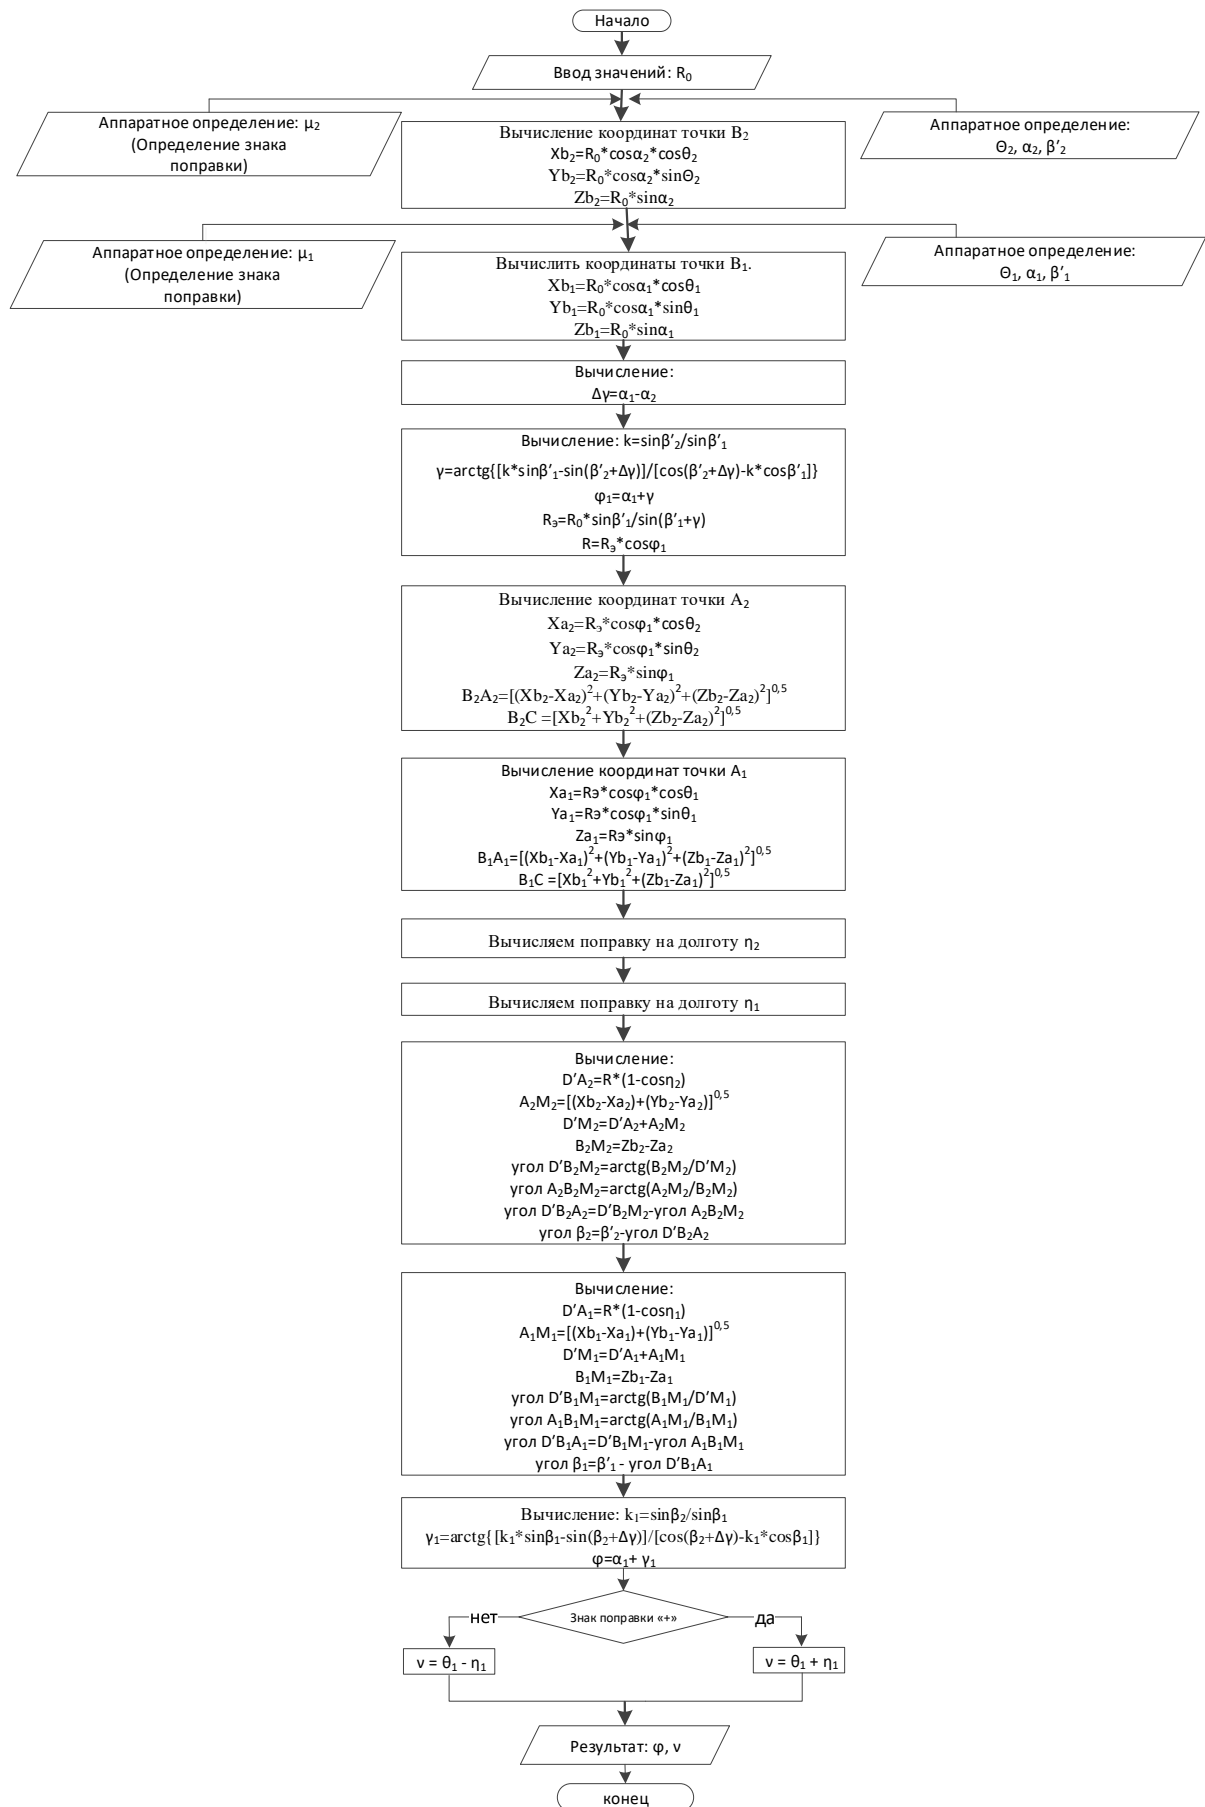 Начало
Ввод значений: R₀
Аппаратное определение: μ₂
(Определение знака
поправки)
Вычисление координат точки B₂
Xb₂=R₀*cosα₂*cosθ₂
Yb₂=R₀*cosα₂*sinΘ₂
Zb₂=R₀*sinα₂
Аппаратное определение:
Θ₂, α₂, β′₂
Аппаратное определение: μ₁
(Определение знака
поправки)
Вычислить координаты точки B₁.
Xb₁=R₀*cosα₁*cosθ₁
Yb₁=R₀*cosα₁*sinθ₁
Zb₁=R₀*sinα₁
Аппаратное определение:
Θ₁, α₁, β′₁
Вычисление:
Δγ=α₁-α₂
Вычисление: k=sinβ′₂/sinβ′₁
γ=arctg{[k*sinβ′₁-sin(β′₂+Δγ)]/[cos(β′₂+Δγ)-k*cosβ′₁]}
φ₁=α₁+γ
Rэ=R₀*sinβ′₁/sin(β′₁+γ)
R=Rэ*cosφ₁
Вычисление координат точки A₂
Xa₂=Rэ*cosφ₁*cosθ₂
Ya₂=Rэ*cosφ₁*sinθ₂
Za₂=Rэ*sinφ₁
B₂A₂=[(Xb₂-Xa₂)²+(Yb₂-Ya₂)²+(Zb₂-Za₂)²]⁰,⁵
B₂C =[Xb₂²+Yb₂²+(Zb₂-Za₂)²]⁰,⁵
Вычисление координат точки A₁
Xa₁=Rэ*cosφ₁*cosθ₁
Ya₁=Rэ*cosφ₁*sinθ₁
Za₁=Rэ*sinφ₁
B₁A₁=[(Xb₁-Xa₁)²+(Yb₁-Ya₁)²+(Zb₁-Za₁)²]⁰,⁵
B₁C =[Xb₁²+Yb₁²+(Zb₁-Za₁)²]⁰,⁵
Вычисляем поправку на долготу η₂
Вычисляем поправку на долготу η₁
Вычисление:
D′A₂=R*(1-cosη₂)
A₂M₂=[(Xb₂-Xa₂)+(Yb₂-Ya₂)]⁰,⁵
D′M₂=D′A₂+A₂M₂
B₂M₂=Zb₂-Za₂
угол D′B₂M₂=arctg(B₂M₂/D′M₂)
угол A₂B₂M₂=arctg(A₂M₂/B₂M₂)
угол D′B₂A₂=D′B₂M₂-угол A₂B₂M₂
угол β₂=β′₂-угол D′B₂A₂
Вычисление:
D′A₁=R*(1-cosη₁)
A₁M₁=[(Xb₁-Xa₁)+(Yb₁-Ya₁)]⁰,⁵
D′M₁=D′A₁+A₁M₁
B₁M₁=Zb₁-Za₁
угол D′B₁M₁=arctg(B₁M₁/D′M₁)
угол A₁B₁M₁=arctg(A₁M₁/B₁M₁)
угол D′B₁A₁=D′B₁M₁-угол A₁B₁M₁
угол β₁=β′₁ - угол D′B₁A₁
Вычисление: k₁=sinβ₂/sinβ₁
γ₁=arctg{[k₁*sinβ₁-sin(β₂+Δγ)]/[cos(β₂+Δγ)-k₁*cosβ₁]}
φ=α₁+ γ₁
Знак поправки «+»
нет
да
ν = θ₁ - η₁
ν = θ₁ + η₁
Результат: φ, ν
конец